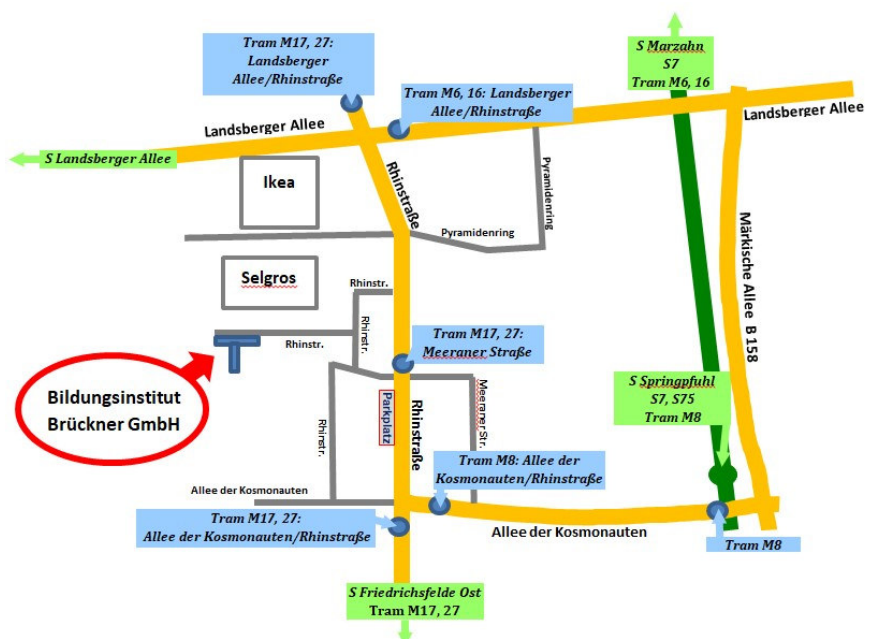 Tram M17, 27:
Landsberger
Allee/Rhinstraße
S Marzahn
S7
Tram M6, 16
Tram M6, 16: Landsberger
Allee/Rhinstraße
Landsberger Allee
Landsberger Allee
S Landsberger Allee
Ikea
Rhinstraße
Pyramidenring
Pyramidenring
Märkische Allee B 158
Selgros
Rhinstr.
Rhinstr.
Rhinstr.
Tram M17, 27:
Meeraner Straße
Bildungsinstitut
Brückner GmbH
S Springpfuhl
S7, S75
Tram M8
Rhinstr.
Parkplatz
Rhinstraße
Meeraner Str.
Tram M8: Allee der
Kosmonauten/Rhinstraße
Allee der Kosmonauten
Tram M17, 27:
Allee der Kosmonauten/Rhinstraße
Allee der Kosmonauten
Tram M8
S Friedrichsfelde Ost
Tram M17, 27